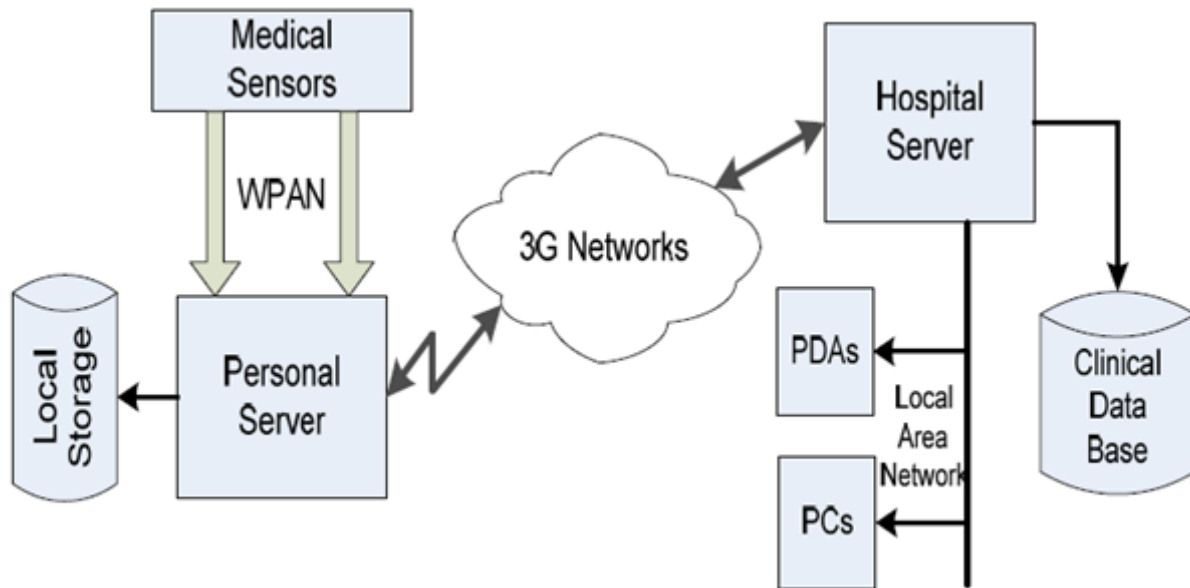 Medical
Sensors
WPAN
Local
Storage
Personal
Server
3G Networks
Hospital
Server
PDAs
Local
Area
Network
PCs
Clinical
Data
Base